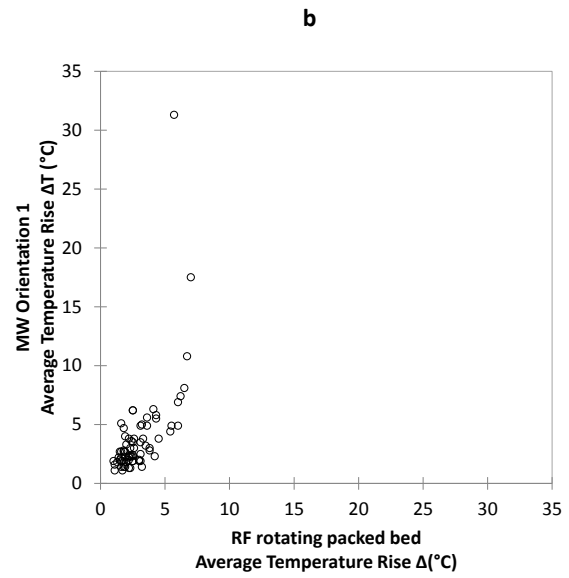 b
35
30
25
20
15
10
5
0
MW Orientation 1
Average Temperature Rise ΔT (°C)
0 5 10 15 20 25 30 35
RF rotating packed bed
Average Temperature Rise Δ(°C)